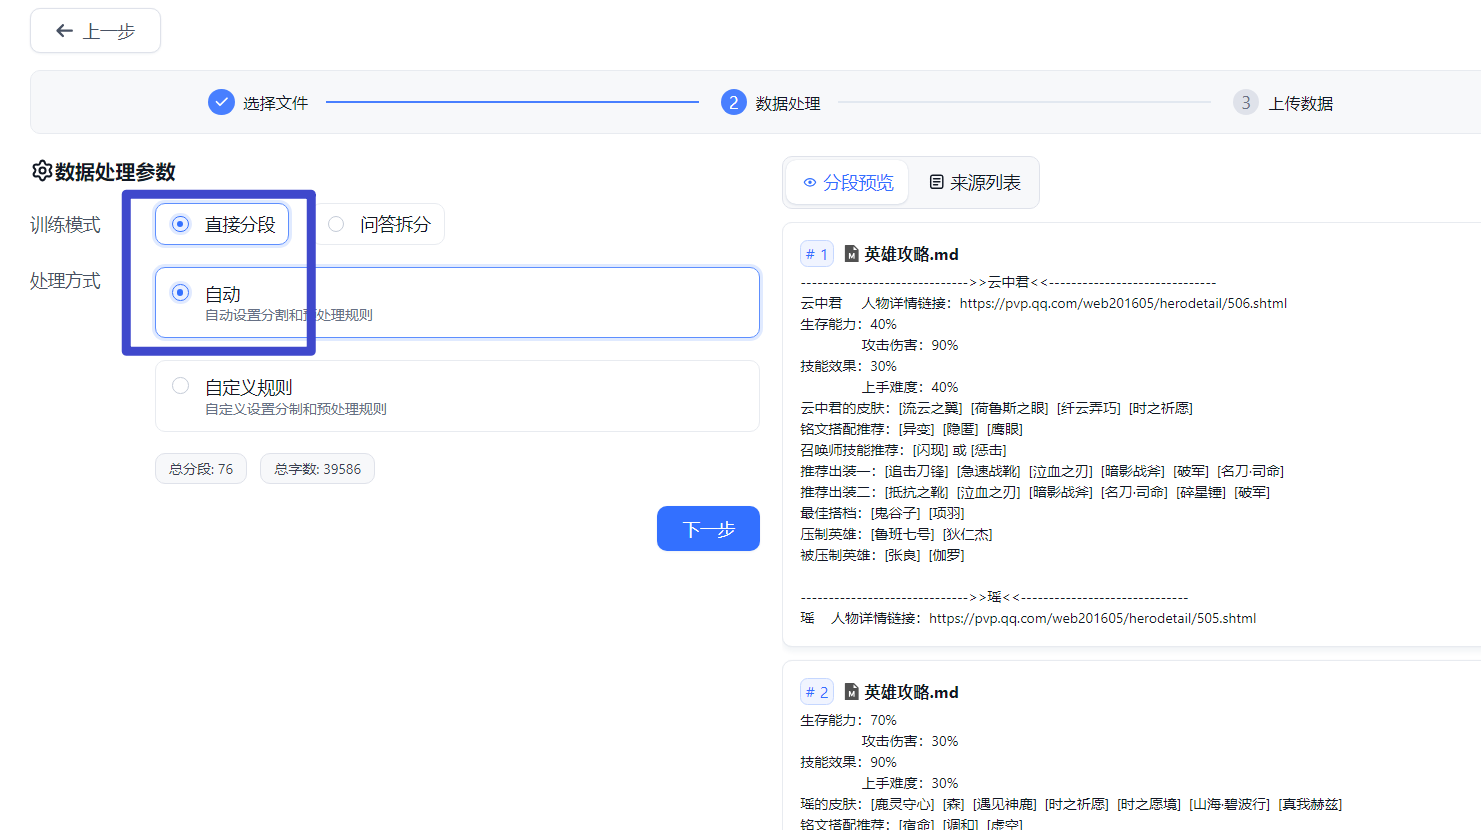 上一步
选择文件
2 数据处理
3 上传数据
数据处理参数
训练模式
直接分段
问答拆分
处理方式
自动
自动设置分割和预处理规则
自定义规则
自定义设置分制和预处理规则
总分段: 76
总字数: 39586
下一步
分段预览
来源列表
# 1 英雄攻略.md
------------------------------>>云中君<<------------------------------
云中君 人物详情链接：https://pvp.qq.com/web201605/herodetail/506.shtml
生存能力：40%
攻击伤害：90%
技能效果：30%
上手难度：40%
云中君的皮肤：[流云之翼] [荷鲁斯之眼] [纤云弄巧] [时之祈愿]
铭文搭配推荐：[异变] [隐匿] [鹰眼]
召唤师技能推荐：[闪现] 或 [惩击]
推荐出装一：[追击刀锋] [急速战靴] [泣血之刃] [暗影战斧] [破军] [名刀·司命]
推荐出装二：[抵抗之靴] [泣血之刃] [暗影战斧] [名刀·司命] [碎星锤] [破军]
最佳搭档：[鬼谷子] [项羽]
压制英雄：[鲁班七号] [狄仁杰]
被压制英雄：[张良] [伽罗]
------------------------------>>瑶<<------------------------------
瑶 人物详情链接：https://pvp.qq.com/web201605/herodetail/505.shtml
# 2 英雄攻略.md
生存能力：70%
攻击伤害：30%
技能效果：90%
上手难度：30%
瑶的皮肤：[鹿灵守心] [森] [遇见神鹿] [时之祈愿] [时之愿境] [山海·碧波行] [真我赫兹]
铭文搭配推荐：[宿命] [调和] [虚空]